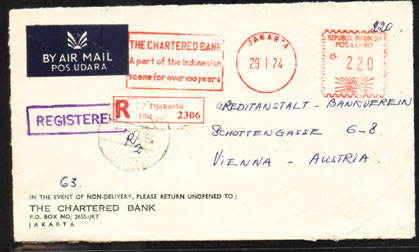 220.
BY AIR MAIL
POS UDARA
THE CHARTERED BANK
A part of the Indonesian
scene for over 100 years
JAKARTA
29 1 74
REPUBLIK INDONESIA
POS & GIRO
220
REGISTERED
R
Djakarta
2306
CREDITANSTALT - BANKVEREIN
SCHOTTENGASSE 6-8.
VIENNA - AUSTRIA.
63.
IN THE EVENT OF NON-DELIVERY, PLEASE RETURN UNOPENED TO :
THE CHARTERED BANK
P.O. BOX NO, 2655/JKT
JAKARTA